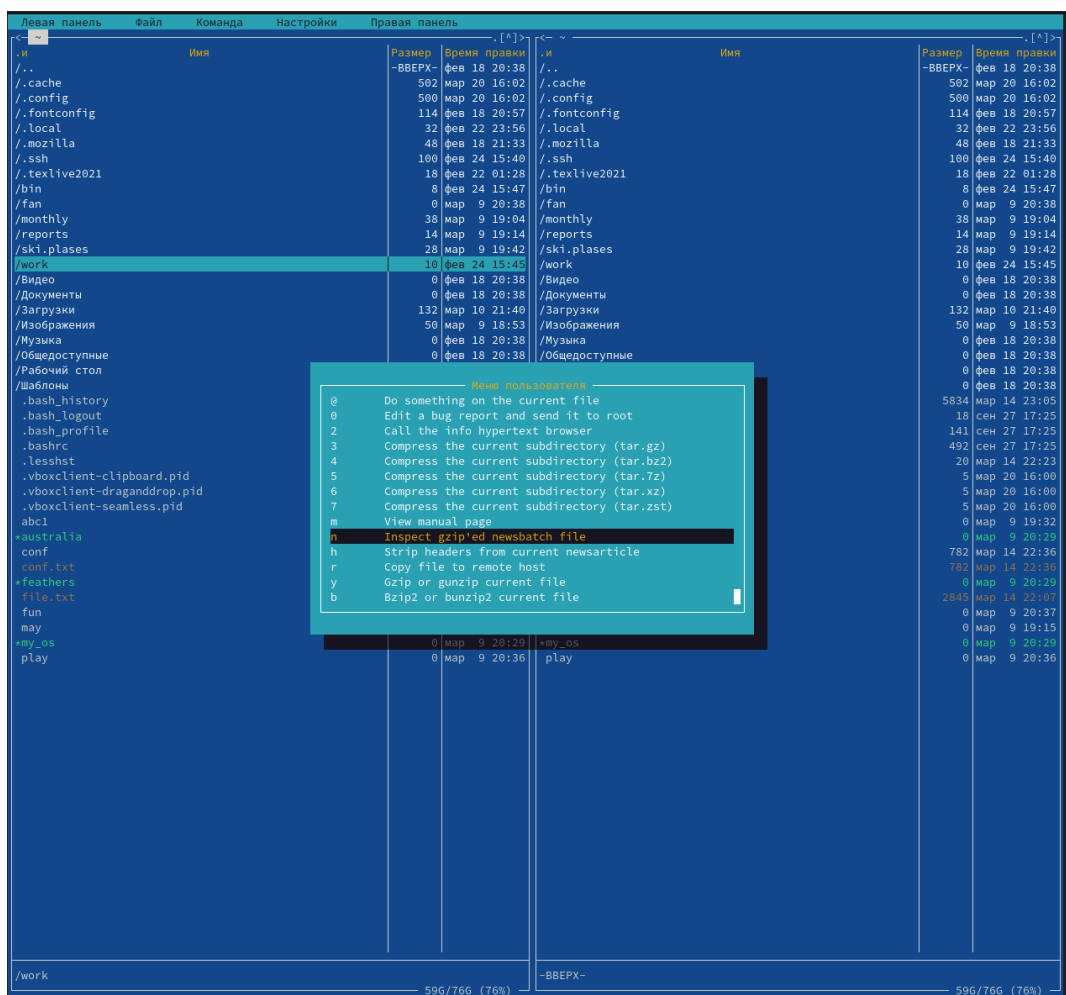 Левая панель Файл Команда Настройки Правая панель
<─ ~ .[^]> <─ ~ .[^]>
.и Имя Размер Время правки .и Имя Размер Время правки
/.. -ВВЕРХ- фев 18 20:38 /.. -ВВЕРХ- фев 18 20:38
/.cache 502 мар 20 16:02 /.cache 502 мар 20 16:02
/.config 500 мар 20 16:02 /.config 500 мар 20 16:02
/.fontconfig 114 фев 18 20:57 /.fontconfig 114 фев 18 20:57
/.local 32 фев 22 23:56 /.local 32 фев 22 23:56
/.mozilla 48 фев 18 21:33 /.mozilla 48 фев 18 21:33
/.ssh 100 фев 24 15:40 /.ssh 100 фев 24 15:40
/.texlive2021 18 фев 22 01:28 /.texlive2021 18 фев 22 01:28
/bin 8 фев 24 15:47 /bin 8 фев 24 15:47
/fan 0 мар 9 20:38 /fan 0 мар 9 20:38
/monthly 38 мар 9 19:04 /monthly 38 мар 9 19:04
/reports 14 мар 9 19:14 /reports 14 мар 9 19:14
/ski.plases 28 мар 9 19:42 /ski.plases 28 мар 9 19:42
/work 10 фев 24 15:45 /work 10 фев 24 15:45
/Видео 0 фев 18 20:38 /Видео 0 фев 18 20:38
/Документы 0 фев 18 20:38 /Документы 0 фев 18 20:38
/Загрузки 132 мар 10 21:40 /Загрузки 132 мар 10 21:40
/Изображения 50 мар 9 18:53 /Изображения 50 мар 9 18:53
/Музыка 0 фев 18 20:38 /Музыка 0 фев 18 20:38
/Общедоступные 0 фев 18 20:38 /Общедоступные 0 фев 18 20:38
/Рабочий стол 0 фев 18 20:38
/Шаблоны Меню пользователя 0 фев 18 20:38
.bash_history @ Do something on the current file 5834 мар 14 23:05
.bash_logout 0 Edit a bug report and send it to root 18 сен 27 17:25
.bash_profile 2 Call the info hypertext browser 141 сен 27 17:25
.bashrc 3 Compress the current subdirectory (tar.gz) 492 сен 27 17:25
.lesshst 4 Compress the current subdirectory (tar.bz2) 20 мар 14 22:23
.vboxclient-clipboard.pid 5 Compress the current subdirectory (tar.7z) 5 мар 20 16:00
.vboxclient-draganddrop.pid 6 Compress the current subdirectory (tar.xz) 5 мар 20 16:00
.vboxclient-seamless.pid 7 Compress the current subdirectory (tar.zst) 5 мар 20 16:00
abc1 m View manual page 0 мар 9 19:32
*australia n Inspect gzip'ed newsbatch file 0 мар 9 20:29
conf h Strip headers from current newsarticle 782 мар 14 22:36
conf.txt r Copy file to remote host 782 мар 14 22:36
*feathers y Gzip or gunzip current file 0 мар 9 20:29
file.txt b Bzip2 or bunzip2 current file 2845 мар 14 22:07
fun 0 мар 9 20:37
may 0 мар 9 19:15
*my_os 0 мар 9 20:29 *my_os 0 мар 9 20:29
play 0 мар 9 20:36 play 0 мар 9 20:36
/work -ВВЕРХ-
59G/76G (76%) 59G/76G (76%)